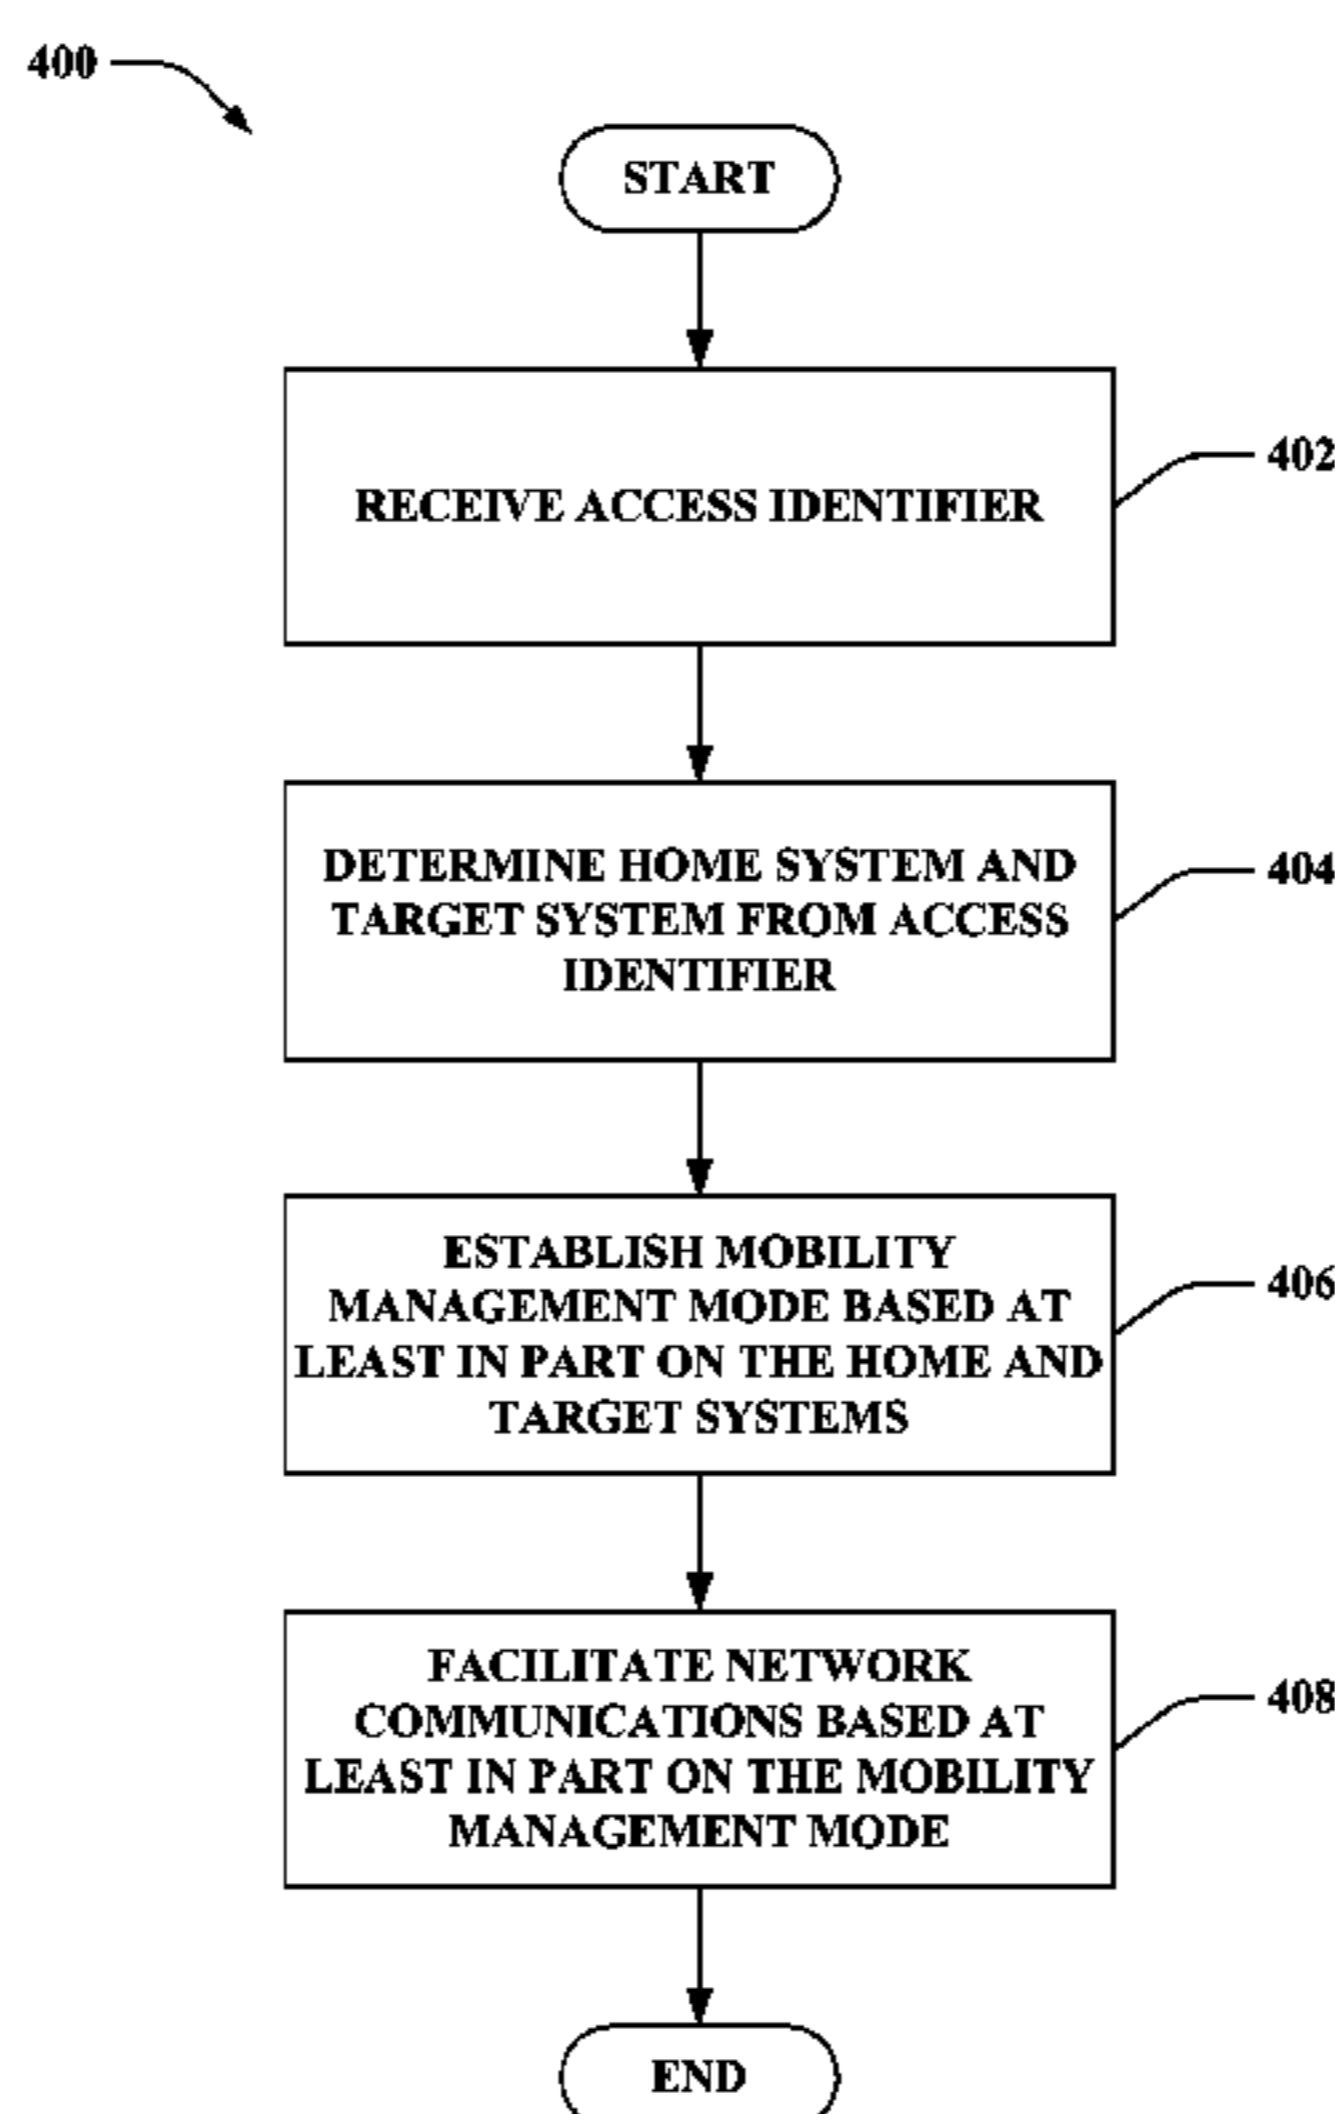 400
START
RECEIVE ACCESS IDENTIFIER
402
DETERMINE HOME SYSTEM AND
TARGET SYSTEM FROM ACCESS
IDENTIFIER
404
ESTABLISH MOBILITY
MANAGEMENT MODE BASED AT
LEAST IN PART ON THE HOME AND
TARGET SYSTEMS
406
FACILITATE NETWORK
COMMUNICATIONS BASED AT
LEAST IN PART ON THE MOBILITY
MANAGEMENT MODE
408
END